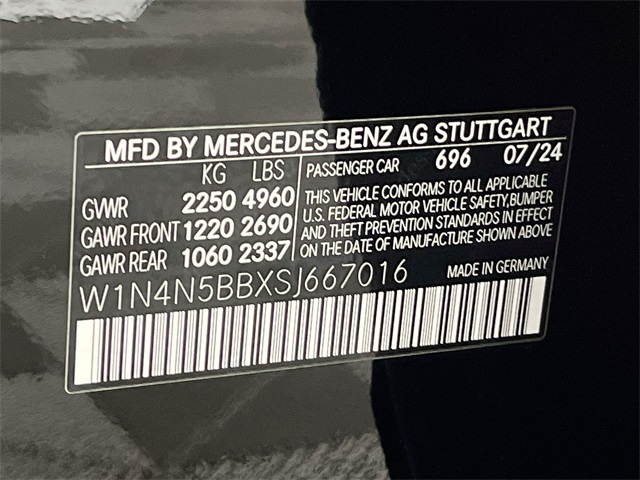 MFD BY MERCEDES-BENZ AG STUTTGART
KG LBS
GVWR 2250 4960
GAWR FRONT 1220 2690
GAWR REAR 1060 2337
PASSENGER CAR 696 07/24
THIS VEHICLE CONFORMS TO ALL APPLICABLE
U.S. FEDERAL MOTOR VEHICLE SAFETY,BUMPER
AND THEFT PREVENTION STANDARDS IN EFFECT
ON THE DATE OF MANUFACTURE SHOWN ABOVE
W1N4N5BBXSJ667016 MADE IN GERMANY